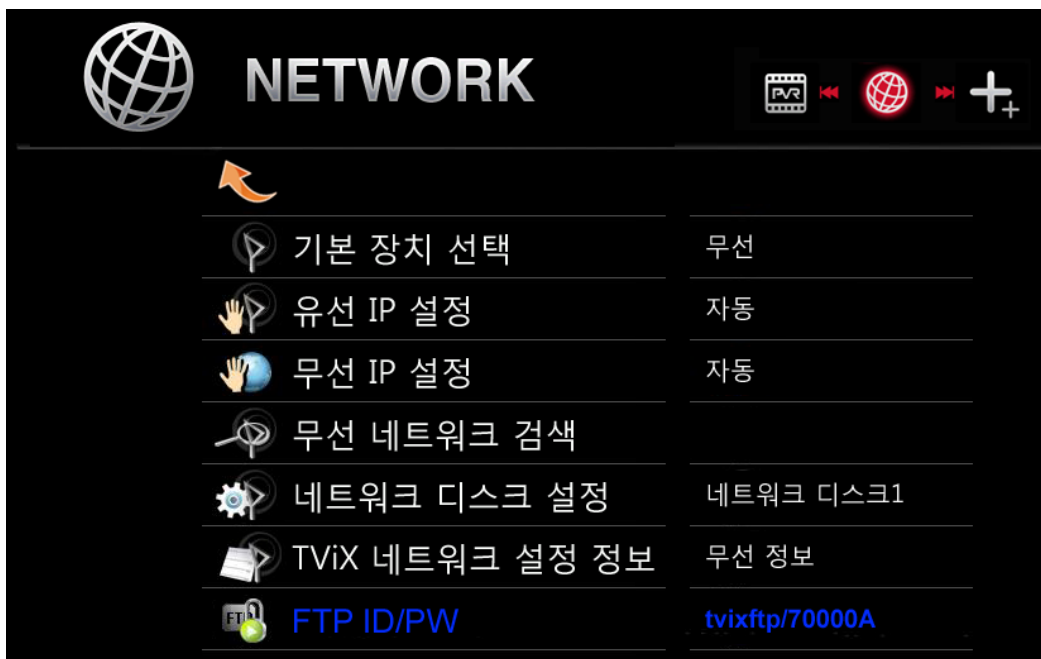 NETWORK
PVR
기본 장치 선택 무선
유선 IP 설정 자동
무선 IP 설정 자동
무선 네트워크 검색
네트워크 디스크 설정 네트워크 디스크1
TViX 네트워크 설정 정보 무선 정보
FTP
FTP ID/PW tvixftp/70000A